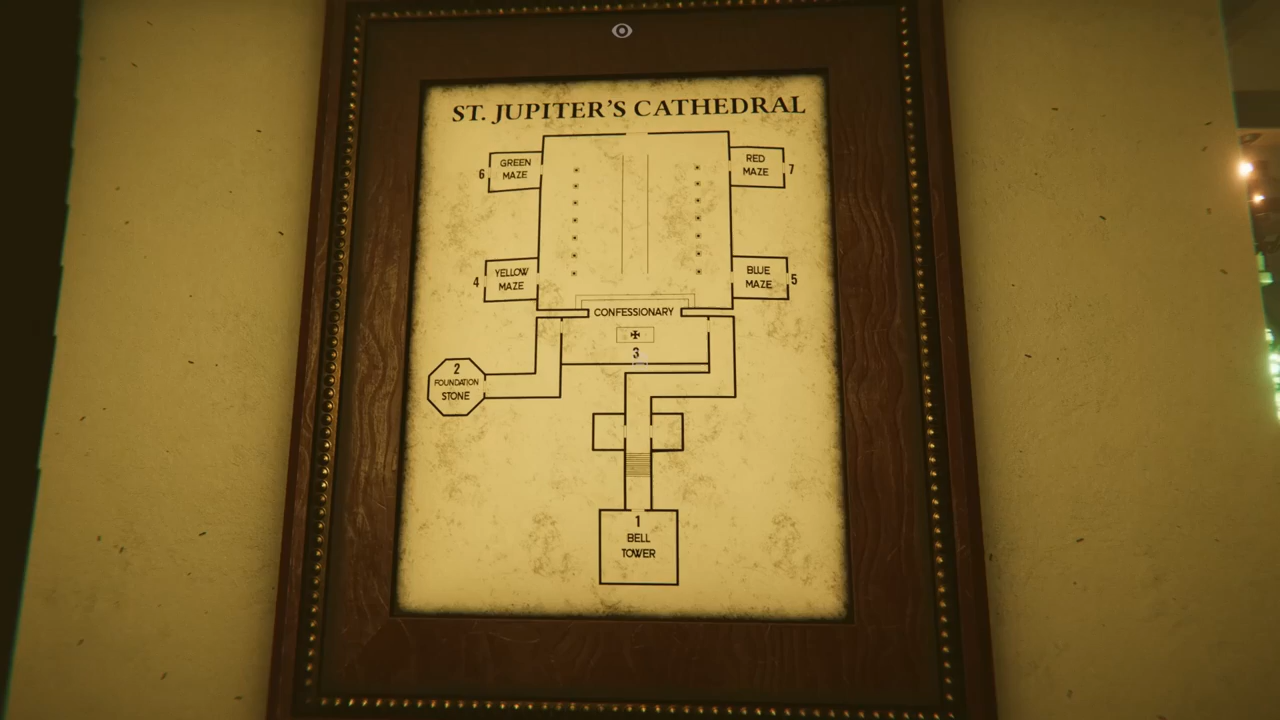 ST. JUPITER'S CATHEDRAL
GREEN
MAZE
6
RED
MAZE
7
YELLOW
MAZE
4
BLUE
MAZE
5
CONFESSIONARY
3
2
FOUNDATION
STONE
1
BELL
TOWER